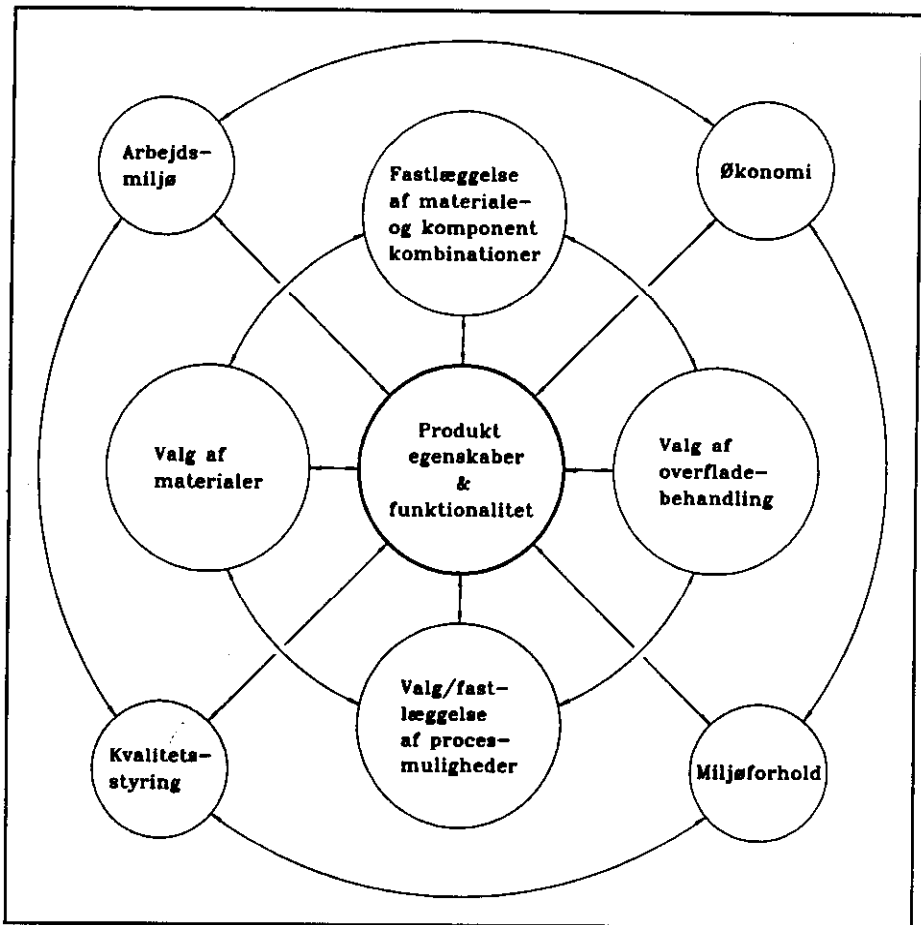 Arbejds-
miljø
Fastlæggelse
af materiale-
og komponent
kombinationer
Økonomi
Valg af
materialer
Produkt
egenskaber
&
funktionalitet
Valg af
overflade-
behandling
Valg/fast-
læggelse
af proces-
muligheder
Kvalitets-
styring
Miljøforhold